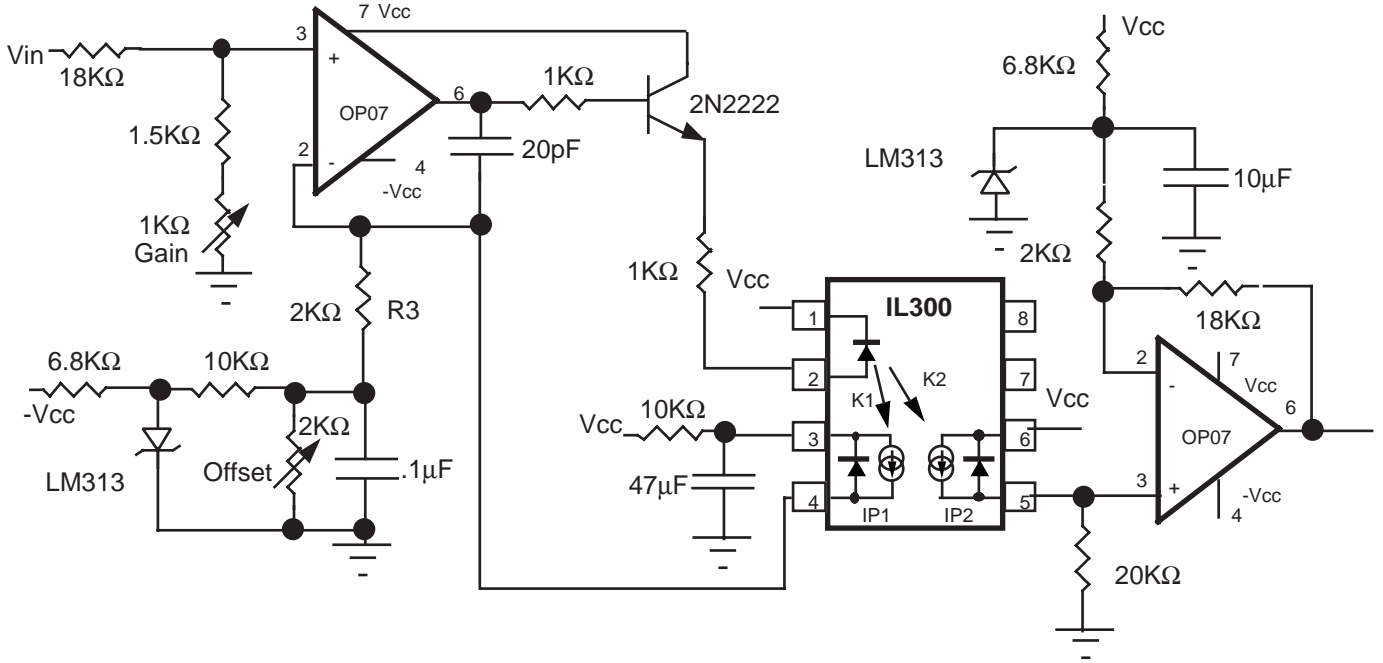 7 Vcc
Vcc
3
Vin
18KΩ
+
6.8KΩ
1KΩ
2N2222
6
OP07
1.5KΩ
20pF
LM313
2
-
4
-Vcc
10µF
1KΩ
Gain
2KΩ
1KΩ
Vcc
IL300
2KΩ
R3
1
8
18KΩ
6.8KΩ
10KΩ
2
7
2
7
-
Vcc
K1
K2
Vcc
-Vcc
2KΩ
10KΩ
Vcc
3
6
6
OP07
LM313
Offset
.1µF
47µF
4
5
3
+
-Vcc
4
IP1
IP2
20KΩ